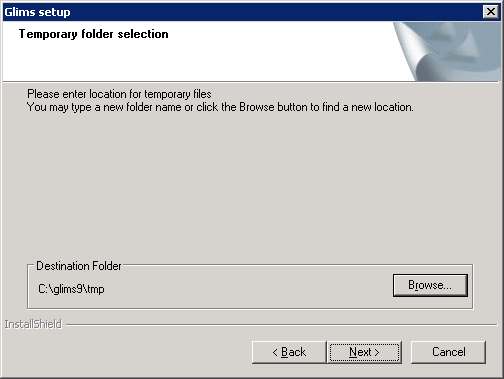 Glims setup
Temporary folder selection
Please enter location for temporary files
You may type a new folder name or click the Browse button to find a new location.
Destination Folder
C:\glims9\tmp
Browse...
InstallShield
< Back
Next >
Cancel